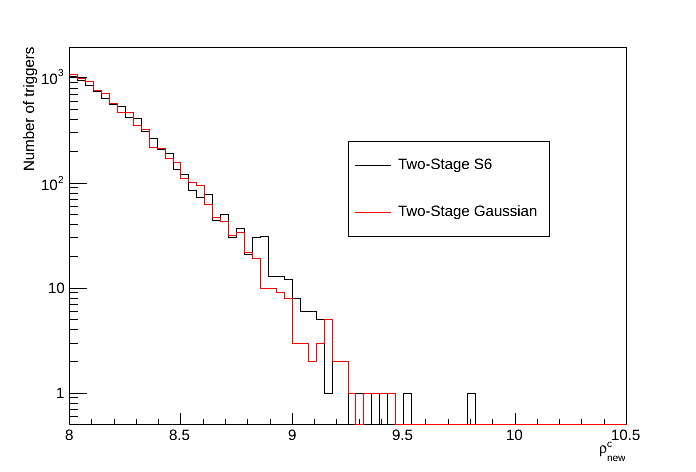 Number of triggers
10³
10²
10
1
Two-Stage S6
Two-Stage Gaussian
8 8.5 9 9.5 10 10.5
ρᶜnew